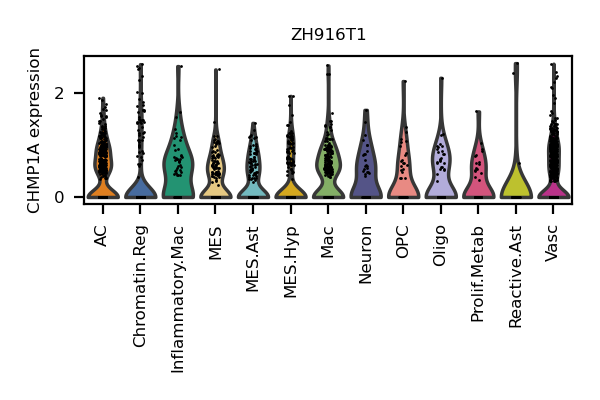 ZH916T1
CHMP1A expression
2
0
AC
Chromatin.Reg
Inflammatory.Mac
MES
MES.Ast
MES.Hyp
Mac
Neuron
OPC
Oligo
Prolif.Metab
Reactive.Ast
Vasc